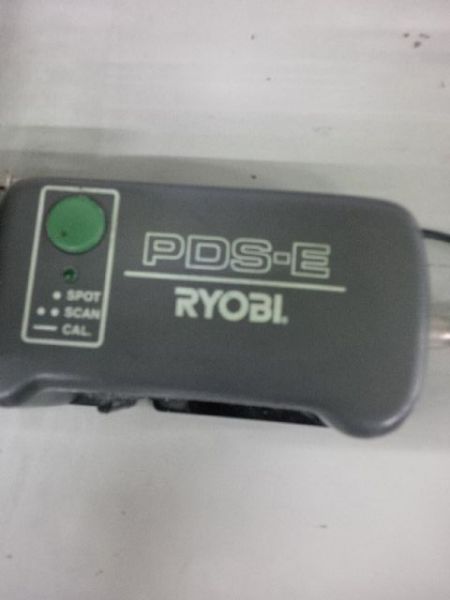 PDS-E
RYOBI.
SPOT
SCAN
CAL.